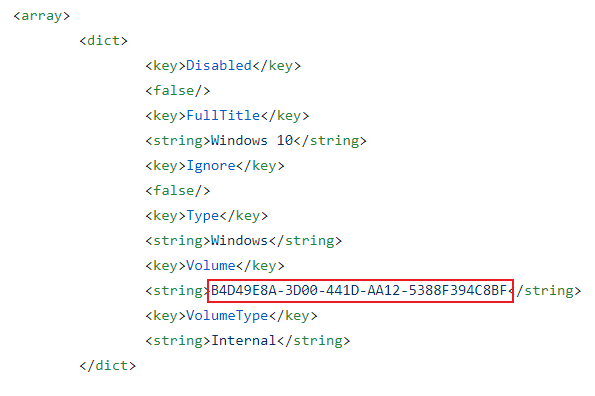 <array>
<dict>
<key>Disabled</key>
<false/>
<key>FullTitle</key>
<string>Windows 10</string>
<key>Ignore</key>
<false/>
<key>Type</key>
<string>Windows</string>
<key>Volume</key>
<string>B4D49E8A-3D00-441D-AA12-5388F394C8BF</string>
<key>VolumeType</key>
<string>Internal</string>
</dict>